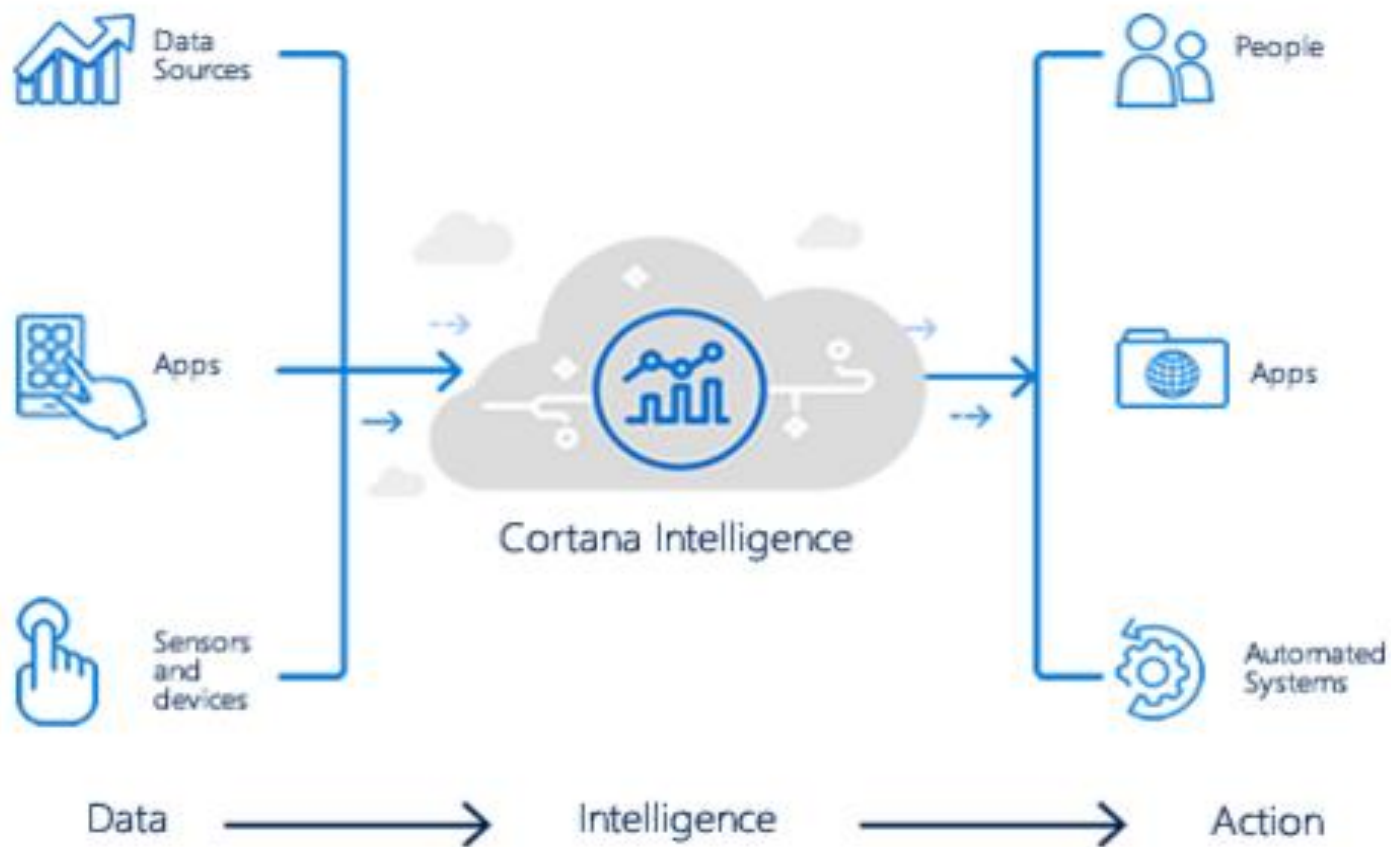 Data
Sources
People
Apps
Apps
Cortana Intelligence
Sensors
and
devices
Automated
Systems
Data
Intelligence
Action